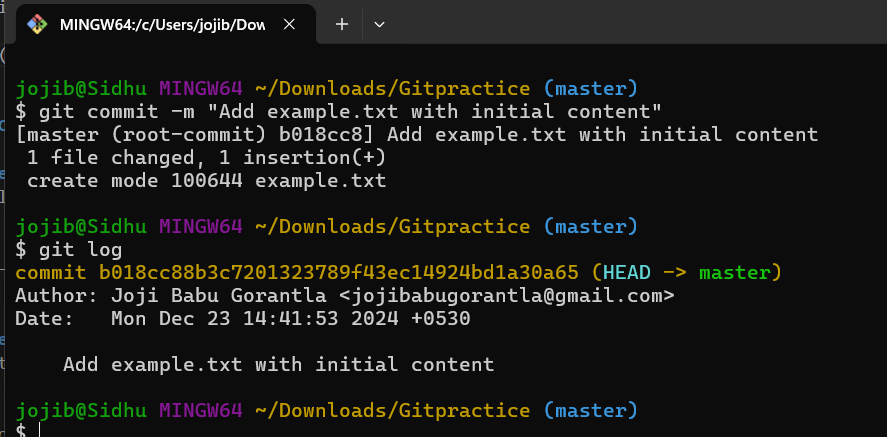 MINGW64:/c/Users/jojib/Dow
jojib@Sidhu MINGW64 ~/Downloads/Gitpractice (master)
$ git commit -m "Add example.txt with initial content"
[master (root-commit) b018cc8] Add example.txt with initial content
 1 file changed, 1 insertion(+)
 create mode 100644 example.txt
jojib@Sidhu MINGW64 ~/Downloads/Gitpractice (master)
$ git log
commit b018cc88b3c7201323789f43ec14924bd1a30a65 (HEAD -> master)
Author: Joji Babu Gorantla <jojibabugorantla@gmail.com>
Date:   Mon Dec 23 14:41:53 2024 +0530
    Add example.txt with initial content
jojib@Sidhu MINGW64 ~/Downloads/Gitpractice (master)
$